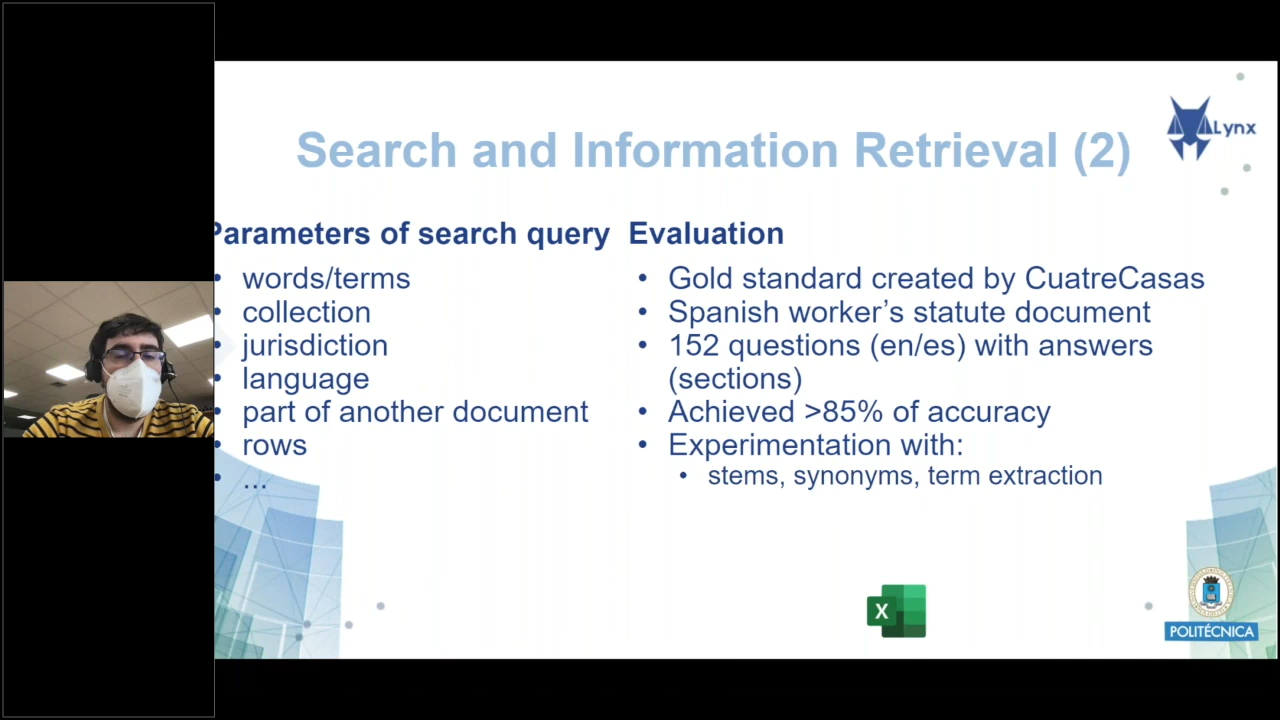 Lynx
Search and Information Retrieval (2)
Parameters of search query
• words/terms
• collection
• jurisdiction
• language
• part of another document
• rows
• ...
Evaluation
• Gold standard created by CuatreCasas
• Spanish worker’s statute document
• 152 questions (en/es) with answers
(sections)
• Achieved >85% of accuracy
• Experimentation with:
• stems, synonyms, term extraction
X
POLITÉCNICA